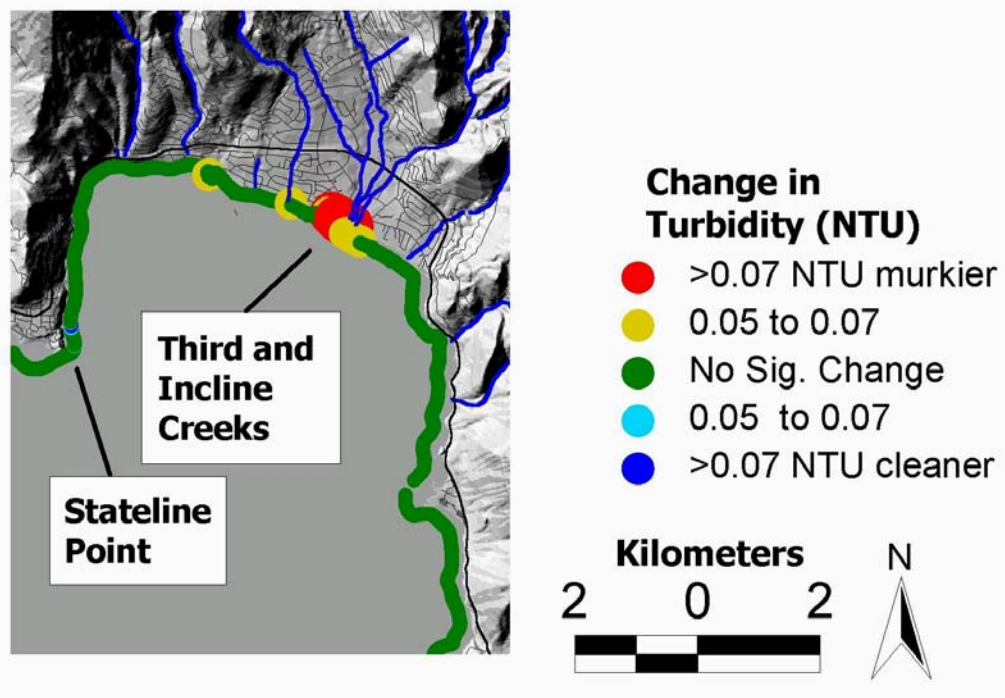 Third and
Incline
Creeks
Stateline
Point
Change in
Turbidity (NTU)
>0.07 NTU murkier
0.05 to 0.07
No Sig. Change
0.05 to 0.07
>0.07 NTU cleaner
Kilometers
2 0 2
N